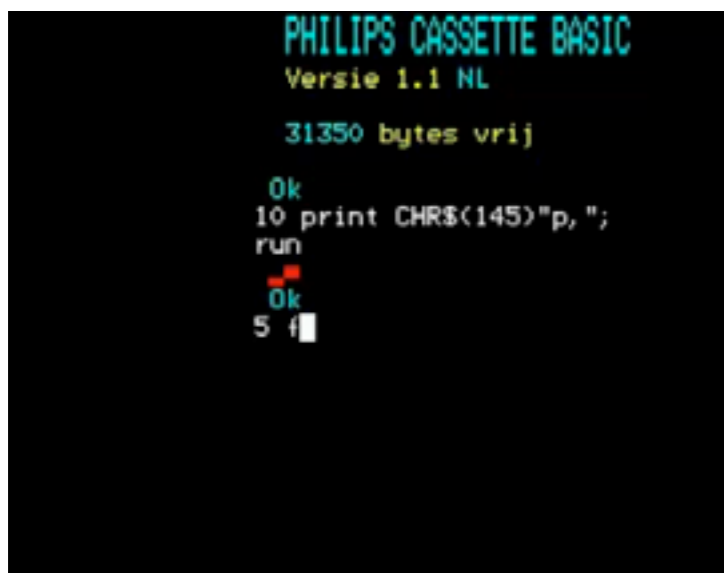 PHILIPS CASSETTE BASIC
Versie 1.1 NL
31350 bytes vrij
Ok
10 print CHR$(145)"p,";
run
Ok
5 f